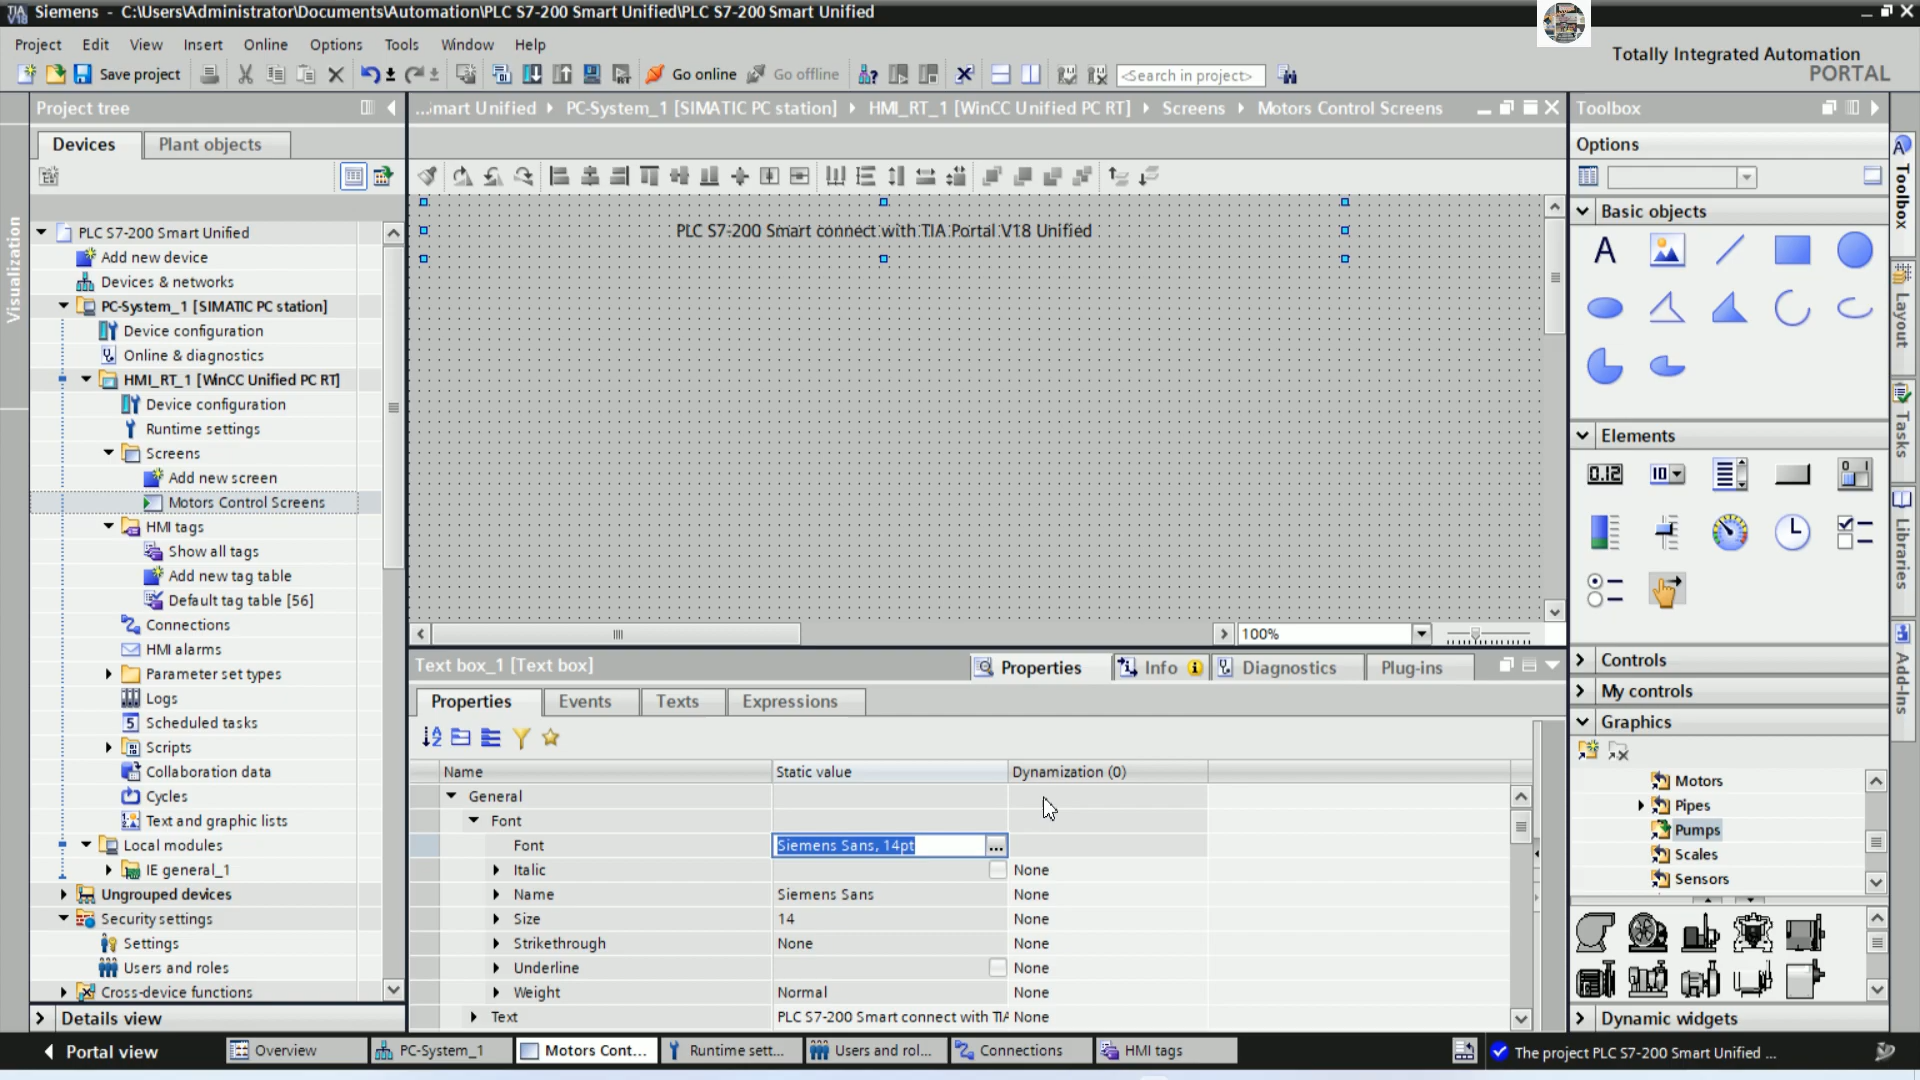 Siemens - C:\Users\Administrator\Documents\Automation\PLC S7-200 Smart Unified\PLC S7-200 Smart Unified
Project Edit View Insert Online Options Tools Window Help
Totally Integrated Automation
PORTAL
Save project
Go online
Go offline
<Search in project>
Project tree
...mart Unified
PC-System_1 [SIMATIC PC station]
HMI_RT_1 [WinCC Unified PC RT]
Screens
Motors Control Screens
Toolbox
Devices
Plant objects
Options
Visualization
PLC S7-200 Smart Unified
Add new device
Devices & networks
PC-System_1 [SIMATIC PC station]
Device configuration
Online & diagnostics
HMI_RT_1 [WinCC Unified PC RT]
Device configuration
Runtime settings
Screens
Add new screen
Motors Control Screens
HMI tags
Show all tags
Add new tag table
Default tag table [56]
Connections
HMI alarms
Parameter set types
Logs
Scheduled tasks
Scripts
Collaboration data
Cycles
Text and graphic lists
Local modules
IE general_1
Ungrouped devices
Security settings
Settings
Users and roles
Cross-device functions
Details view
PLC S7-200 Smart connect with TIA Portal V18 Unified
100%
Text box_1 [Text box]
Properties
Info
Diagnostics
Plug-ins
Properties
Events
Texts
Expressions
Name Static value Dynamization (0)
General
Font
Font Siemens Sans, 14pt ...
Italic None
Name Siemens Sans None
Size 14 None
Strikethrough None None
Underline None
Weight Normal None
Text PLC S7-200 Smart connect with TIA None
Basic objects
A
Elements
0.12
10
0 1
Controls
My controls
Graphics
Motors
Pipes
Pumps
Scales
Sensors
Dynamic widgets
Toolbox
Layout
Tasks
Libraries
Add-Ins
Portal view
Overview
PC-System_1
Motors Cont...
Runtime sett...
Users and rol...
Connections
HMI tags
The project PLC S7-200 Smart Unified ...